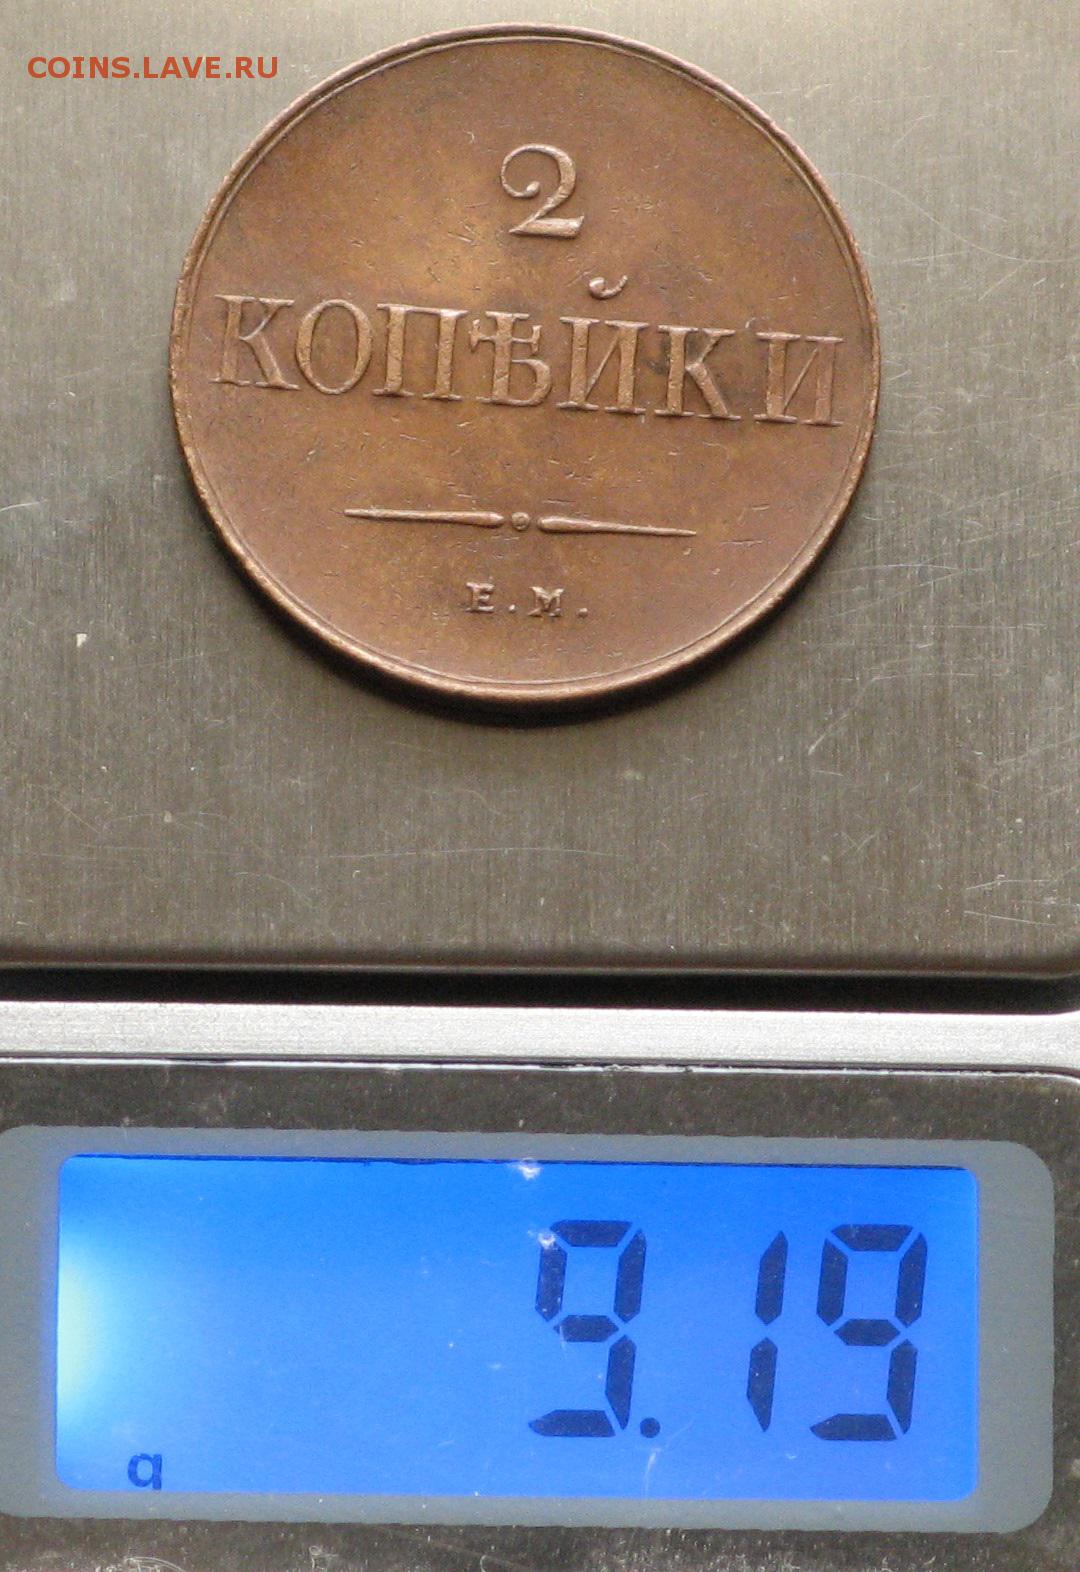 COINS.LAVE.RU
2
КОПѢЙКИ
Е.М.
9.19
g